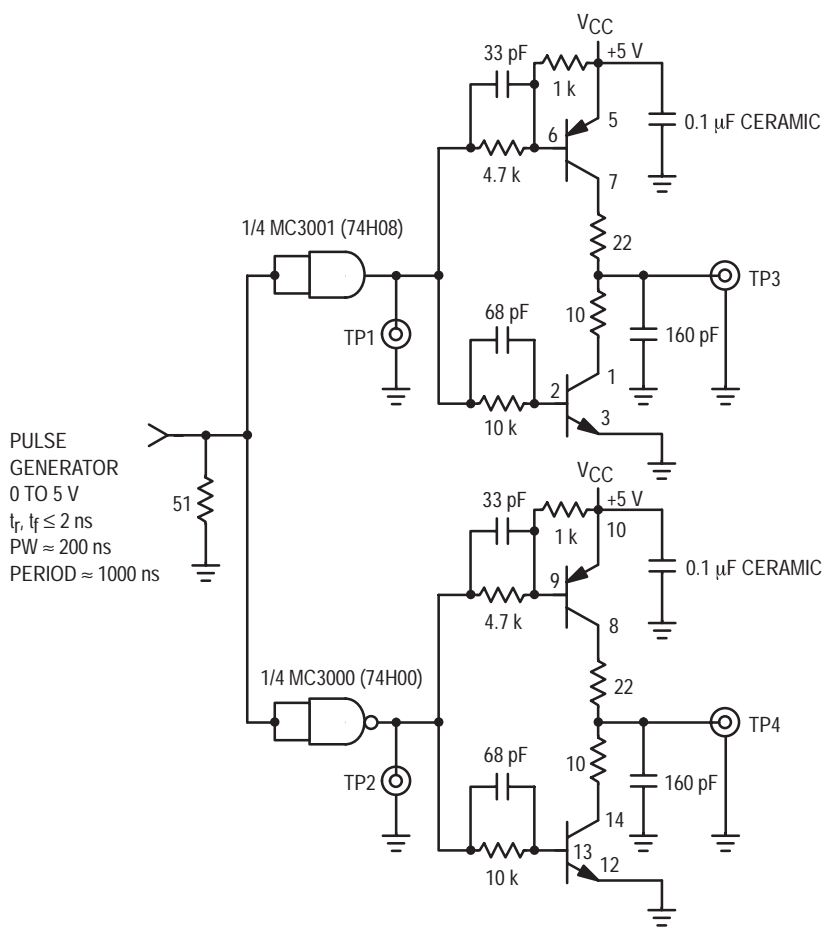 VCC
+5 V
33 pF
1 k
0.1 μF CERAMIC
5
6
4.7 k
7
1/4 MC3001 (74H08)
22
TP3
TP1
68 pF
10
160 pF
1
2
10 k
3
PULSE
GENERATOR
0 TO 5 V
tr, tf ≤ 2 ns
PW ≈ 200 ns
PERIOD ≈ 1000 ns
51
VCC
+5 V
33 pF
1 k
10
0.1 μF CERAMIC
9
4.7 k
8
1/4 MC3000 (74H00)
22
TP4
TP2
68 pF
10
160 pF
14
13
12
10 k